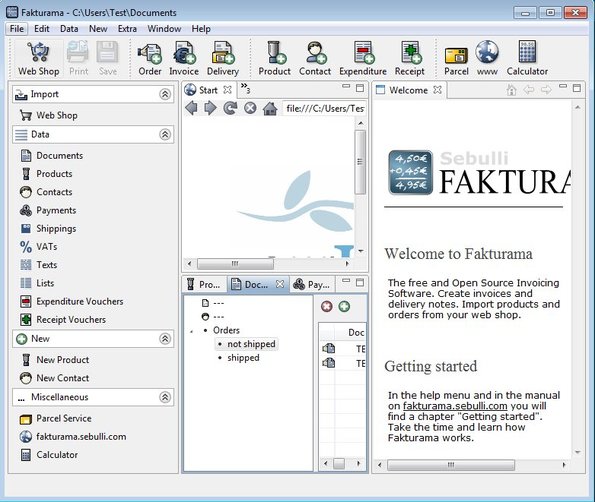 Fakturama - C:\Users\Test\Documents
File Edit Data New Extra Window Help
Web Shop Print Save Order Invoice Delivery Product Contact Expenditure Receipt Parcel www Calculator
Import
Web Shop
Data
Documents
Products
Contacts
Payments
Shippings
VATs
Texts
Lists
Expenditure Vouchers
Receipt Vouchers
New
New Product
New Contact
Miscellaneous
Parcel Service
fakturama.sebulli.com
Calculator
Start
3
file:///C:/Users/Tes
Pro...
Doc...
Pay...
---
---
Orders
not shipped
shipped
Doc
TE
TE
Welcome
4,50€
+0,45€
4,95€
Sebulli
FAKTURA
Welcome to Fakturama
The free and Open Source Invoicing
Software. Create invoices and
delivery notes. Import products and
orders from your web shop.
Getting started
In the help menu and in the manual
on fakturama.sebulli.com you will
find a chapter "Getting started".
Take the time and learn how
Fakturama works.